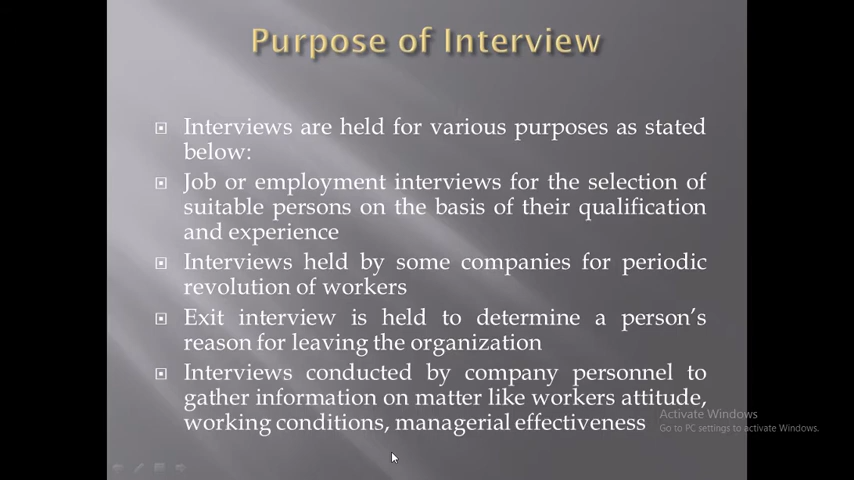 Purpose of Interview
Interviews are held for various purposes as stated
below:
Job or employment interviews for the selection of
suitable persons on the basis of their qualification
and experience
Interviews held by some companies for periodic
revolution of workers
Exit interview is held to determine a person's
reason for leaving the organization
Interviews conducted by company personnel to
gather information on matter like workers attitude,
working conditions, managerial effectiveness
Activate Windows
Go to PC settings to activate Windows.